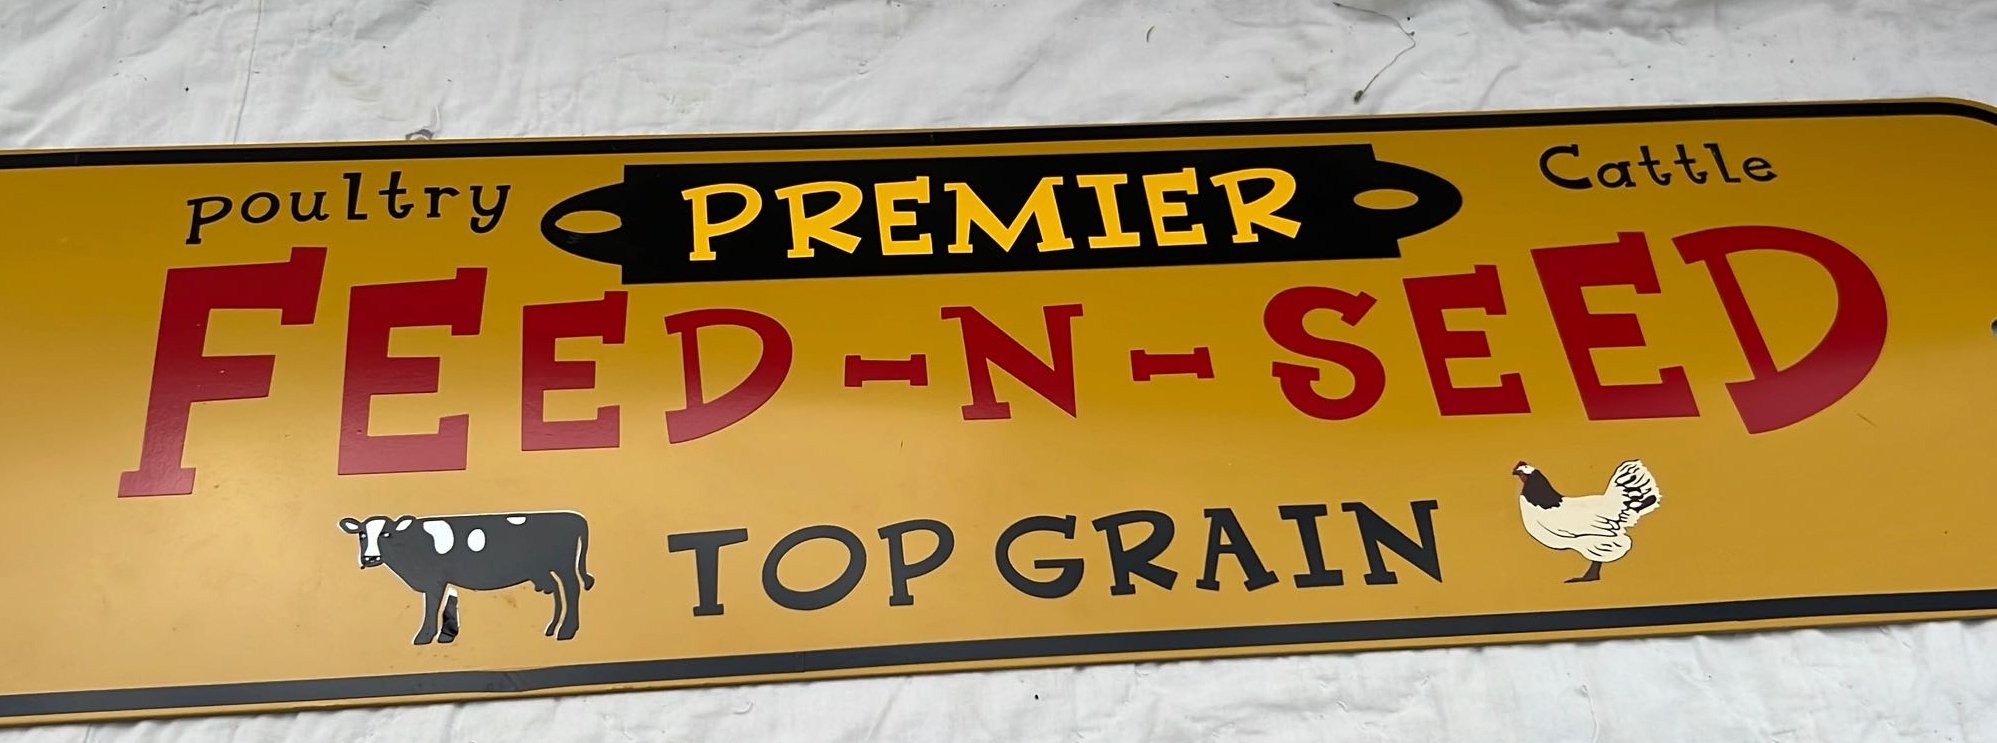 poultry PREMIER Cattle
FEED-N-SEED
TOP GRAIN